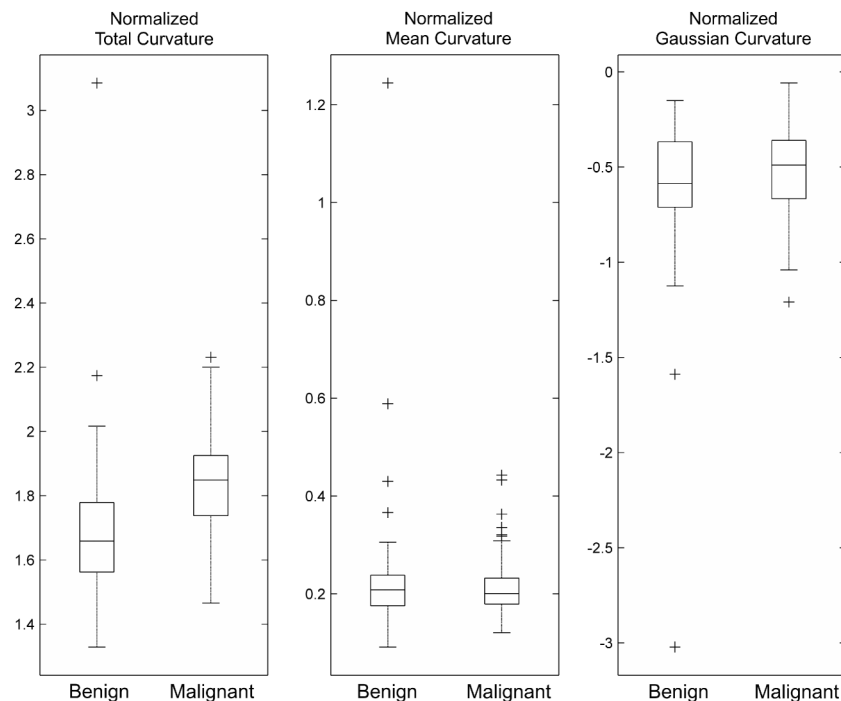 Normalized
Total Curvature
3
2.8
2.6
2.4
2.2
2
1.8
1.6
1.4
Benign Malignant
Normalized
Mean Curvature
1.2
1
0.8
0.6
0.4
0.2
Benign Malignant
Normalized
Gaussian Curvature
0
-0.5
-1
-1.5
-2
-2.5
-3
Benign Malignant